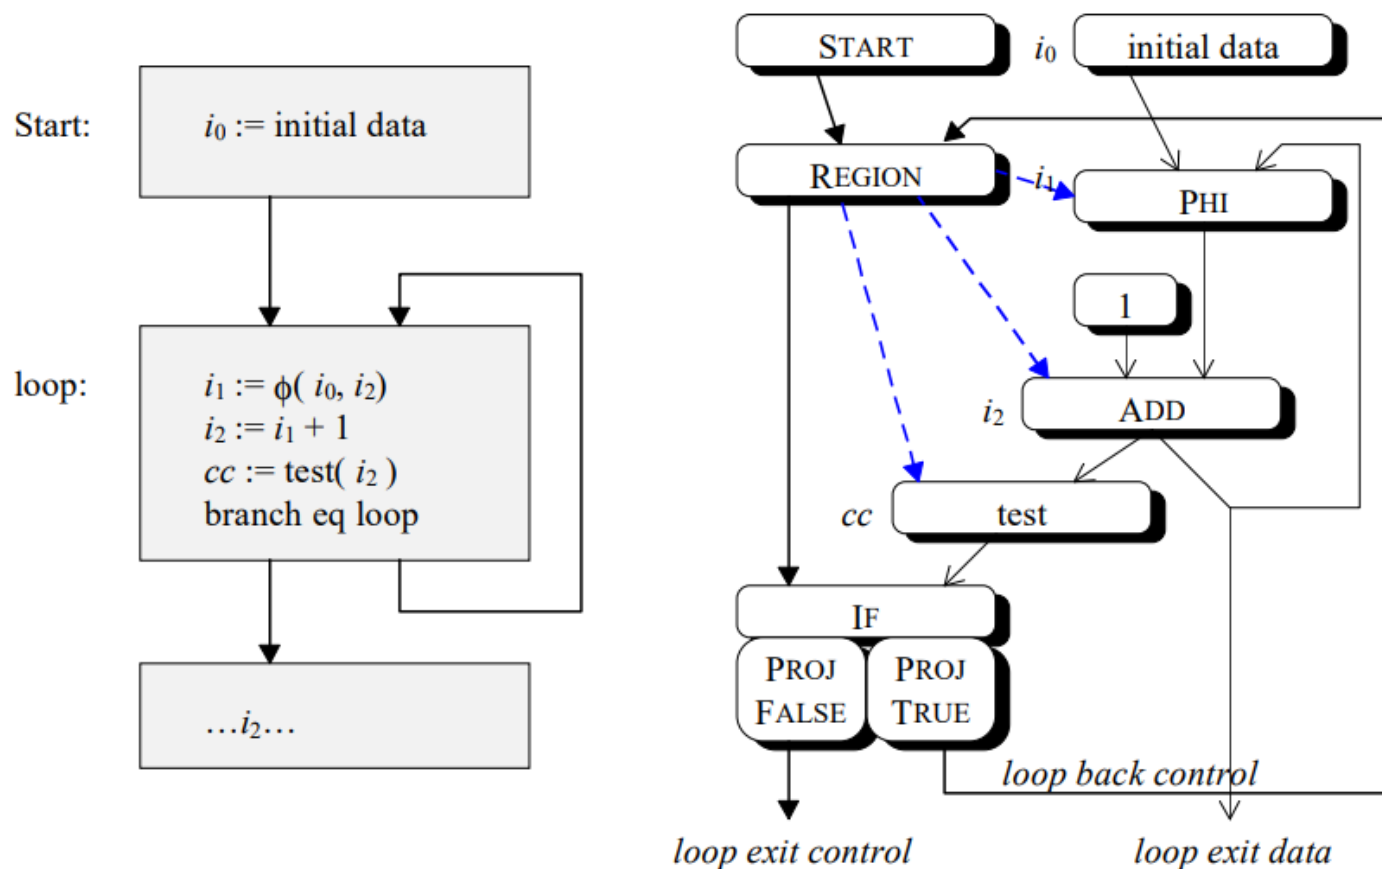 Start:
i₀ := initial data
loop:
i₁ := ϕ( i₀, i₂)
i₂ := i₁ + 1
cc := test( i₂ )
branch eq loop
…i₂…
START
i₀
initial data
REGION
i₁
PHI
1
i₂
ADD
cc
test
IF
PROJ
FALSE
PROJ
TRUE
loop back control
loop exit control
loop exit data